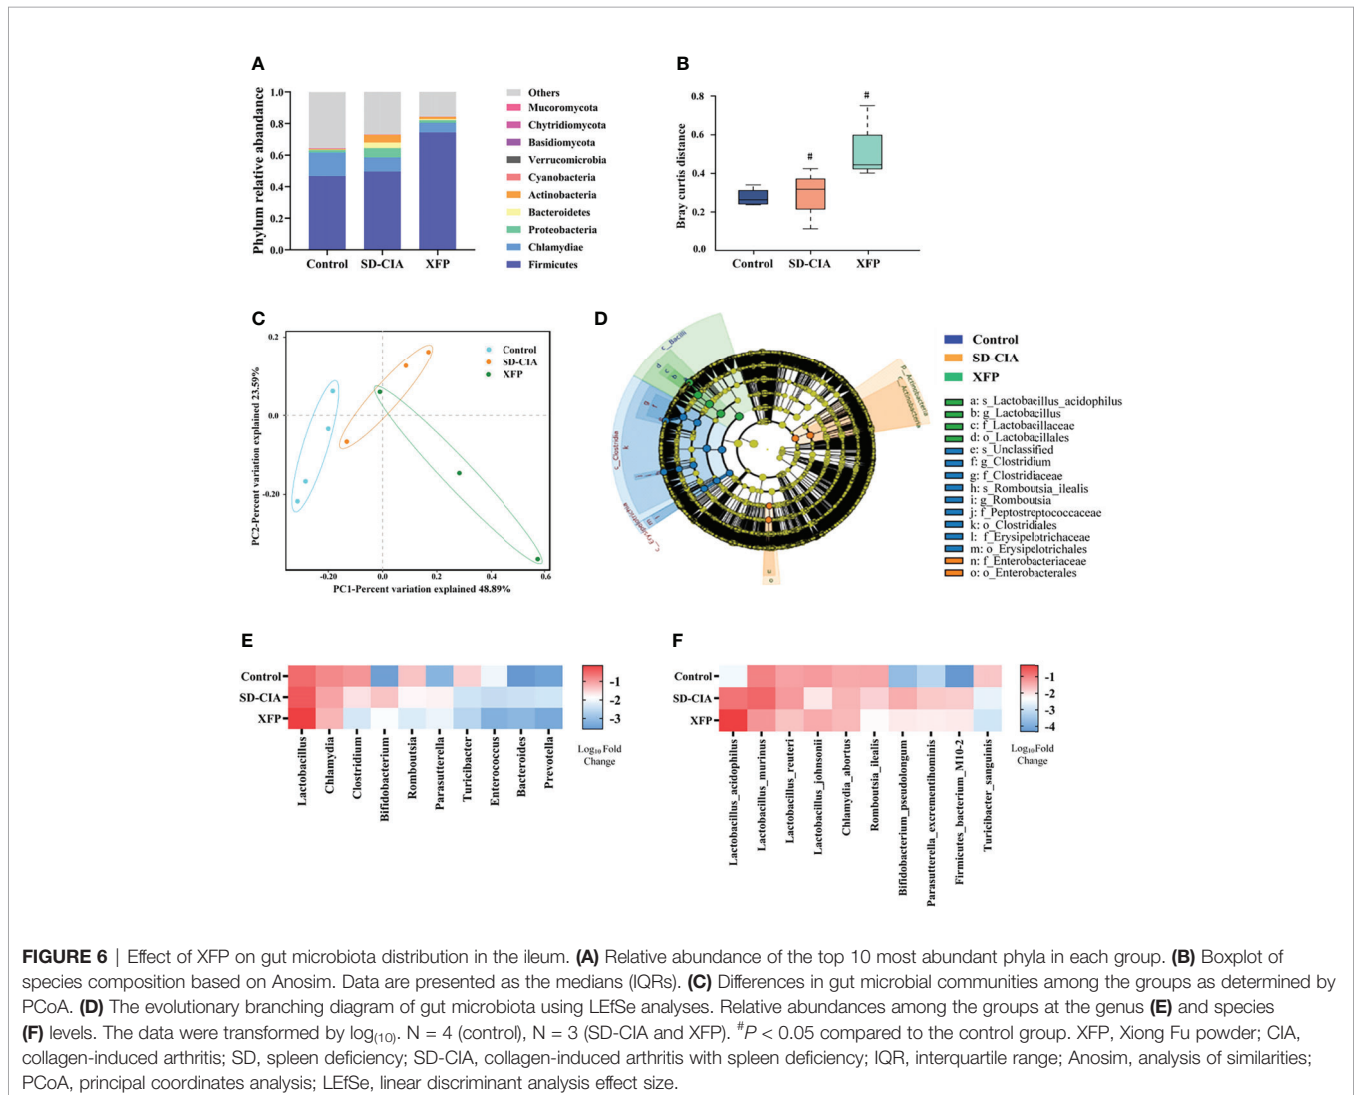 A
1.0
0.8
0.6
0.4
0.2
0.0
Phylum relative abandance
Control SD-CIA XFP
Others
Mucoromycota
Chytridiomycota
Basidiomycota
Verrucomicrobia
Cyanobacteria
Actinobacteria
Bacteroidetes
Proteobacteria
Chlamydiae
Firmicutes
B
0.8
0.6
0.4
0.2
0.0
Bray curtis distance
#
#
Control SD-CIA XFP
C
0.2
0.0
-0.20
PC2-Percent variation explained 23.59%
Control
SD-CIA
XFP
-0.20 0.0 0.2 0.4 0.6
PC1-Percent variation explained 48.89%
D
c_Bacilli
c_Clostridia
k
c_Erysipelotrichia
p_Actinobacteria
c_Actinobacteria
n
o
Control
SD-CIA
XFP
a: s_Lactobacillus_acidophilus
b: g_Lactobacillus
c: f_Lactobacillaceae
d: o_Lactobacillales
e: s_Unclassified
f: g_Clostridium
g: f_Clostridiaceae
h: s_Romboutsia_ilealis
i: g_Romboutsia
j: f_Peptostreptococcaceae
k: o_Clostridiales
l: f_Erysipelotrichaceae
m: o_Erysipelotrichales
n: f_Enterobacteriaceae
o: o_Enterobacterales
E
Control
SD-CIA
XFP
Lactobacillus
Chlamydia
Clostridium
Bifidobacterium
Romboutsia
Parasutterella
Turicibacter
Enterococcus
Bacteroides
Prevotella
-1
-2
-3
Log10 Fold
Change
F
Control
SD-CIA
XFP
Lactobacillus_acidophilus
Lactobacillus_murinus
Lactobacillus_reuteri
Lactobacillus_johnsonii
Chlamydia_abortus
Romboutsia_ilealis
Bifidobacterium_pseudolongum
Parasutterella_excrementihominis
Firmicutes_bacterium_M10-2
Turicibacter_sanguinis
-1
-2
-3
-4
Log10Fold
Change
FIGURE 6 | Effect of XFP on gut microbiota distribution in the ileum. (A) Relative abundance of the top 10 most abundant phyla in each group. (B) Boxplot of
species composition based on Anosim. Data are presented as the medians (IQRs). (C) Differences in gut microbial communities among the groups as determined by
PCoA. (D) The evolutionary branching diagram of gut microbiota using LEfSe analyses. Relative abundances among the groups at the genus (E) and species
(F) levels. The data were transformed by log(10). N = 4 (control), N = 3 (SD-CIA and XFP). #P < 0.05 compared to the control group. XFP, Xiong Fu powder; CIA,
collagen-induced arthritis; SD, spleen deficiency; SD-CIA, collagen-induced arthritis with spleen deficiency; IQR, interquartile range; Anosim, analysis of similarities;
PCoA, principal coordinates analysis; LEfSe, linear discriminant analysis effect size.